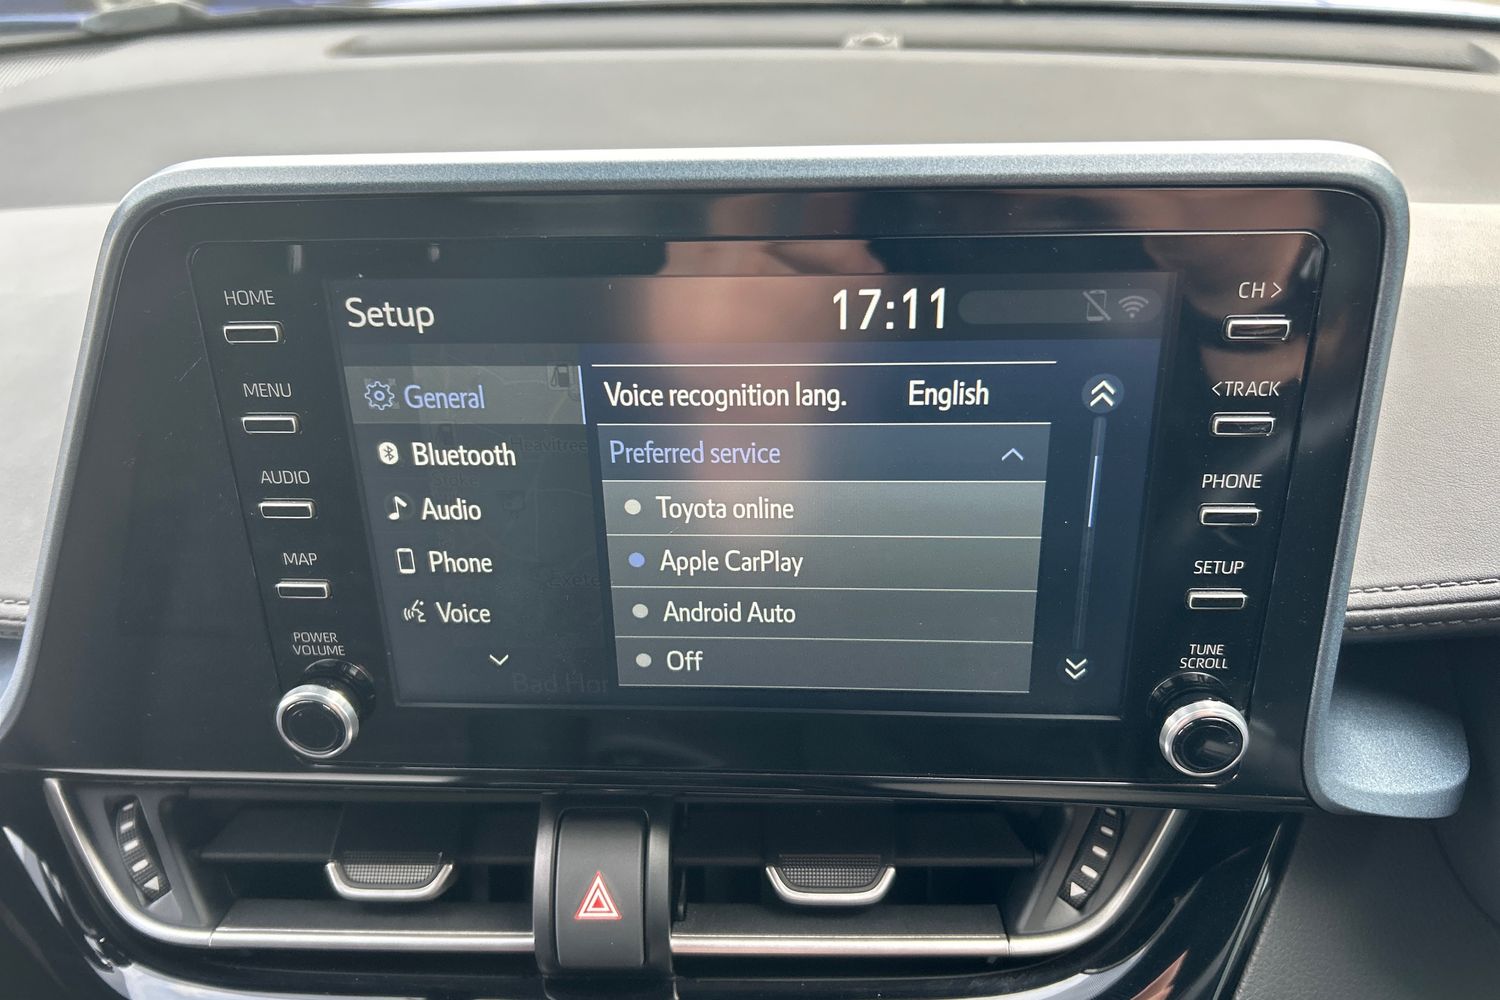 HOME
MENU
AUDIO
MAP
POWER
VOLUME
Setup
17:11
General
Bluetooth
Audio
Phone
Voice
Voice recognition lang. English
Preferred service
Toyota online
Apple CarPlay
Android Auto
Off
CH >
<TRACK
PHONE
SETUP
TUNE
SCROLL